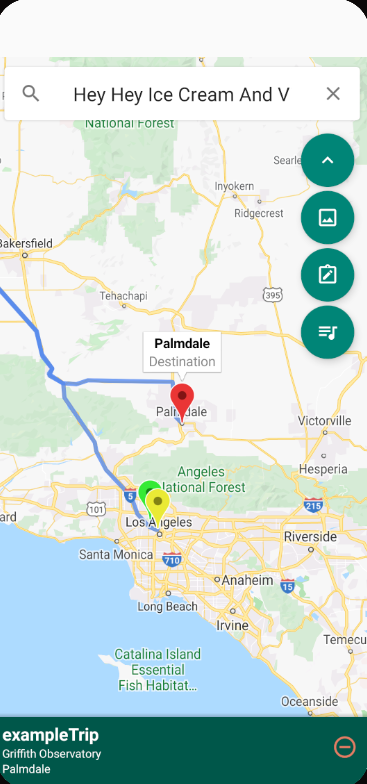 Hey Hey Ice Cream And V
National Forest
Searle
Inyokern
Ridgecrest
Bakersfield
395
Tehachapi
Palmdale
Destination
Palmdale
Victorville
Hesperia
Angeles
National Forest
5
101
215
ard
Los Angeles
Riverside
Santa Monica
710
Anaheim
15
Long Beach
Irvine
Temecu
Catalina Island
Essential
Fish Habitat...
Oceanside
exampleTrip
Griffith Observatory
Palmdale